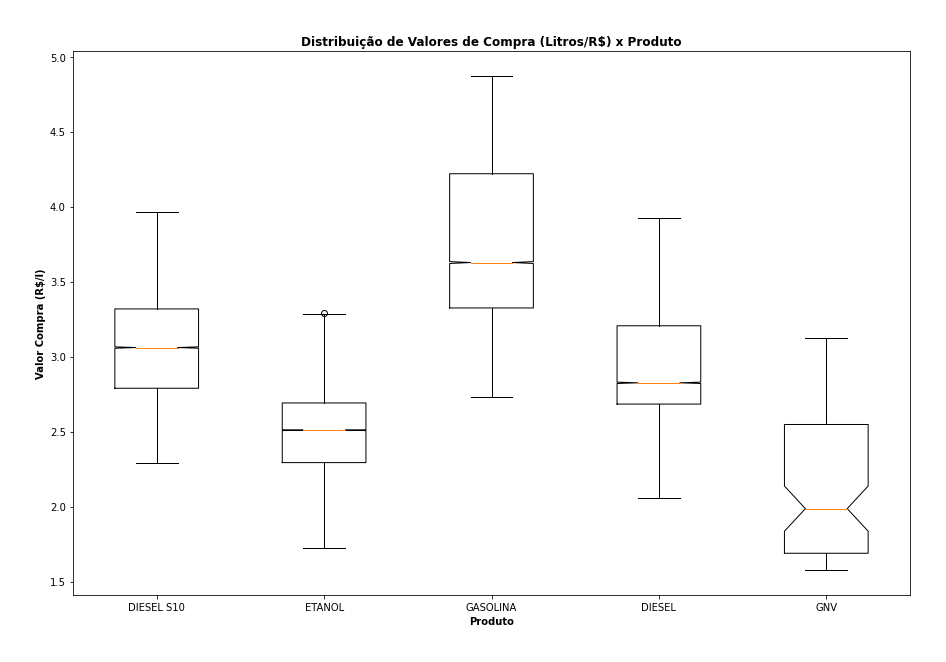 Distribuição de Valores de Compra (Litros/R$) x Produto
5.0
4.5
4.0
3.5
3.0
2.5
2.0
1.5
Valor Compra (R$/l)
DIESEL S10 ETANOL GASOLINA DIESEL GNV
Produto